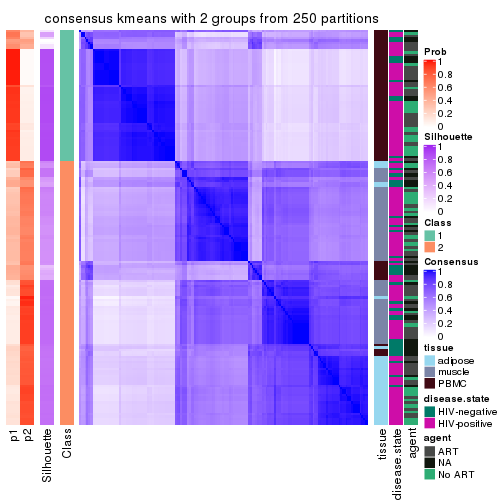 consensus kmeans with 2 groups from 250 partitions
Prob
1
0.8
0.6
0.4
0.2
0
Silhouette
1
0.8
0.6
0.4
0.2
0
Class
1
2
Consensus
1
0.8
0.6
0.4
0.2
0
tissue
adipose
muscle
PBMC
disease.state
HIV-negative
HIV-positive
agent
ART
NA
No ART
p1
p2
Silhouette
Class
tissue
disease.state
agent